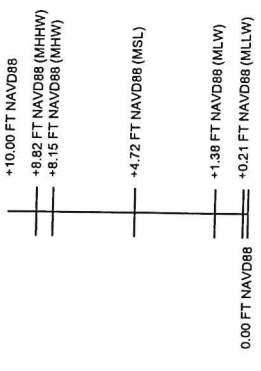 +10.00 FT NAVD88
+8.82 FT NAVD88 (MHHW)
+8.15 FT NAVD88 (MHW)
+4.72 FT NAVD88 (MSL)
+1.38 FT NAVD88 (MLW)
+0.21 FT NAVD88 (MLLW)
0.00 FT NAVD88